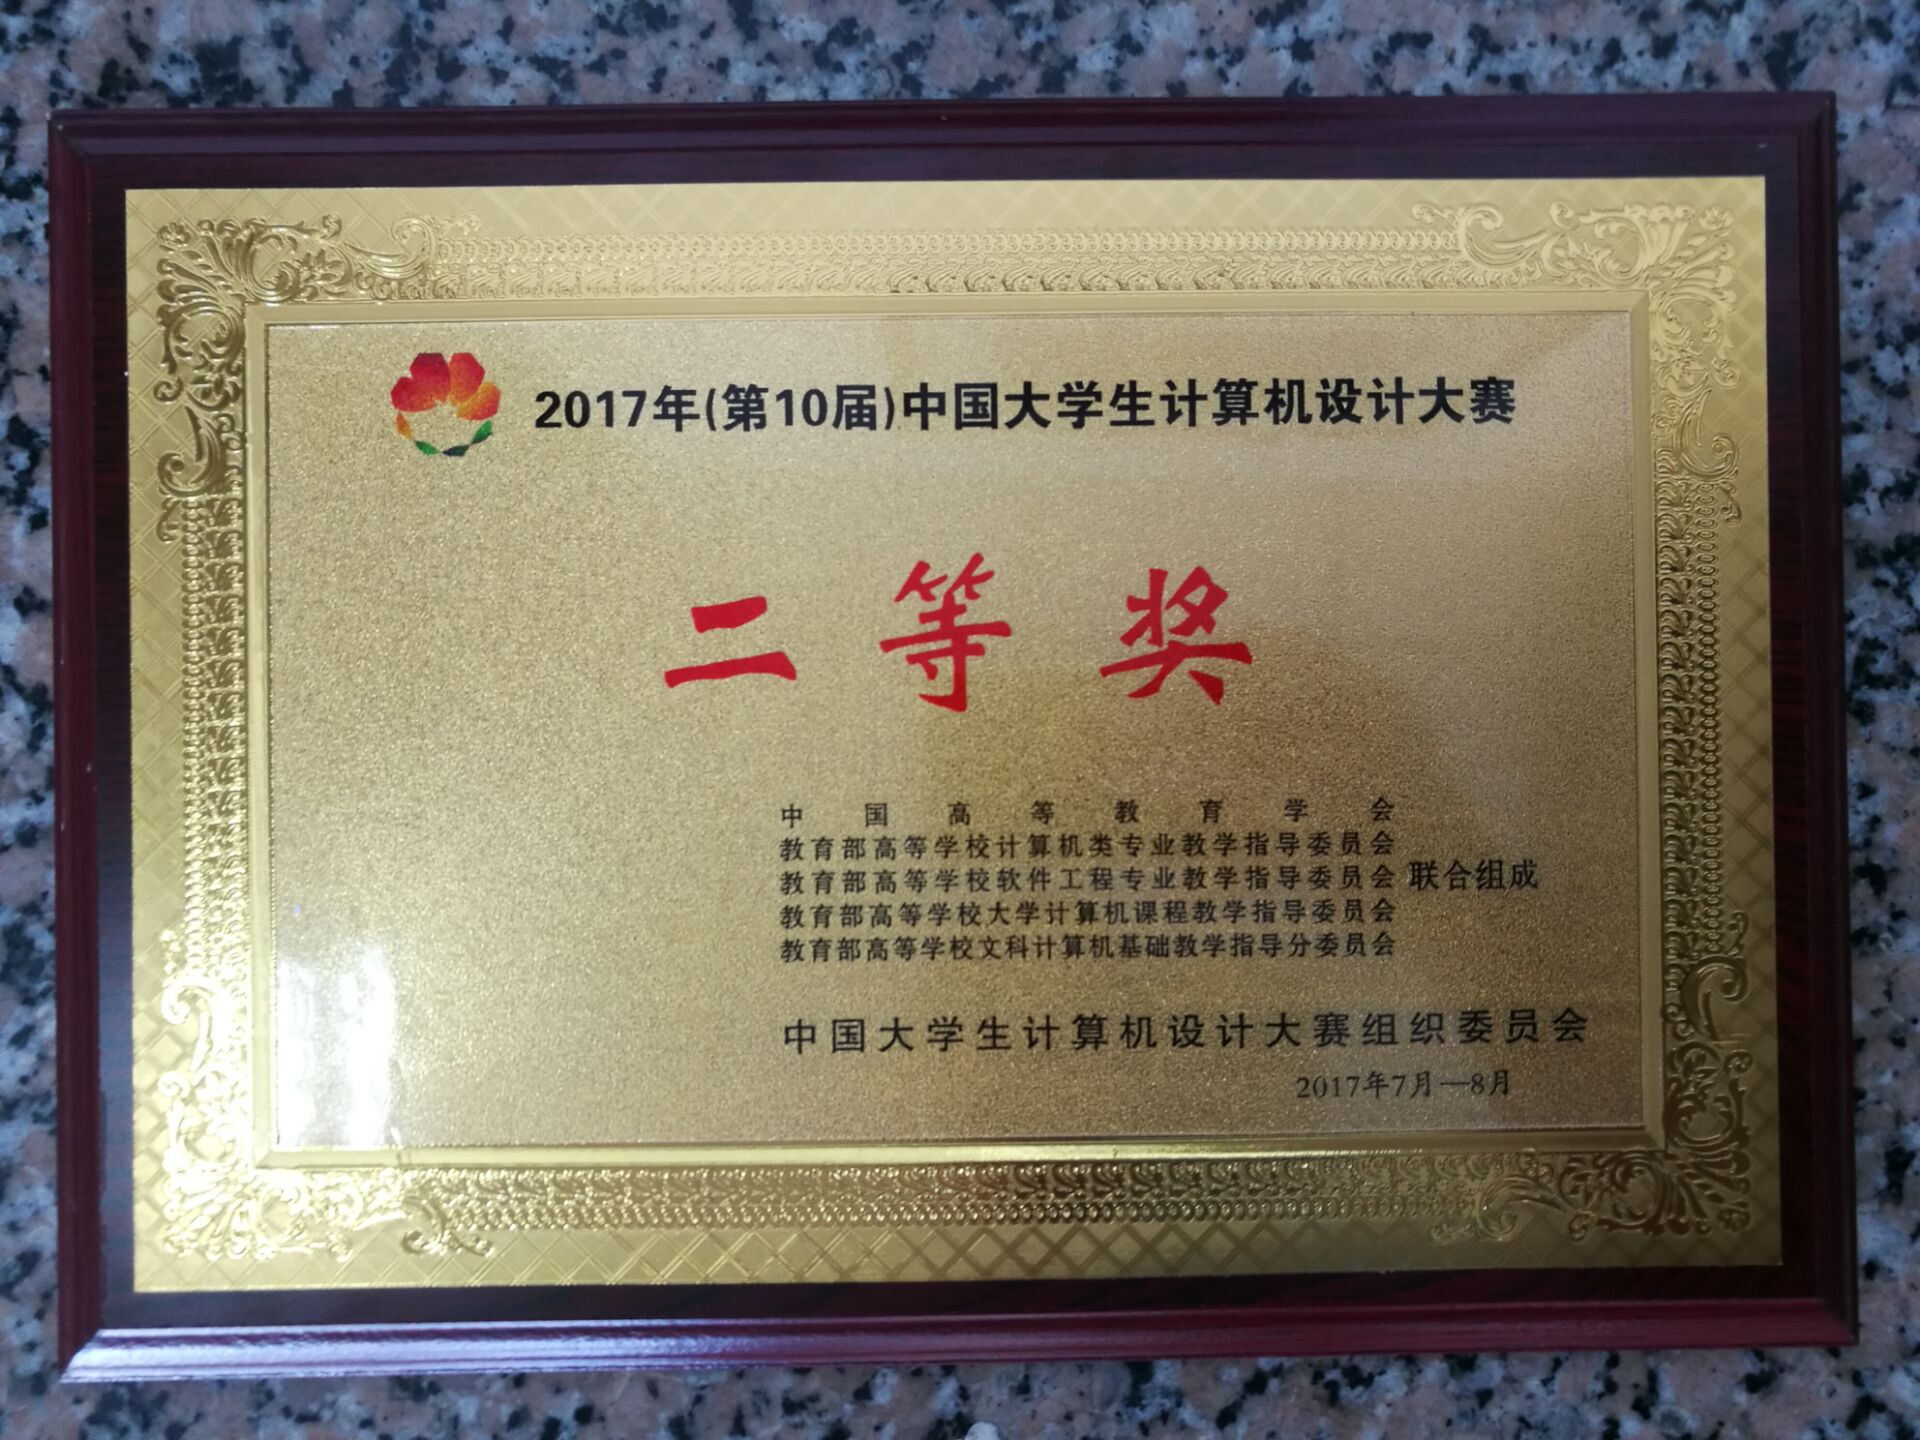 2017年(第10届)中国大学生计算机设计大赛
二等奖
中国高等教育学会
教育部高等学校计算机类专业教学指导委员会
教育部高等学校软件工程专业教学指导委员会 联合组成
教育部高等学校大学计算机课程教学指导委员会
教育部高等学校文科计算机基础教学指导分委员会
中国大学生计算机设计大赛组织委员会
2017年7月—8月